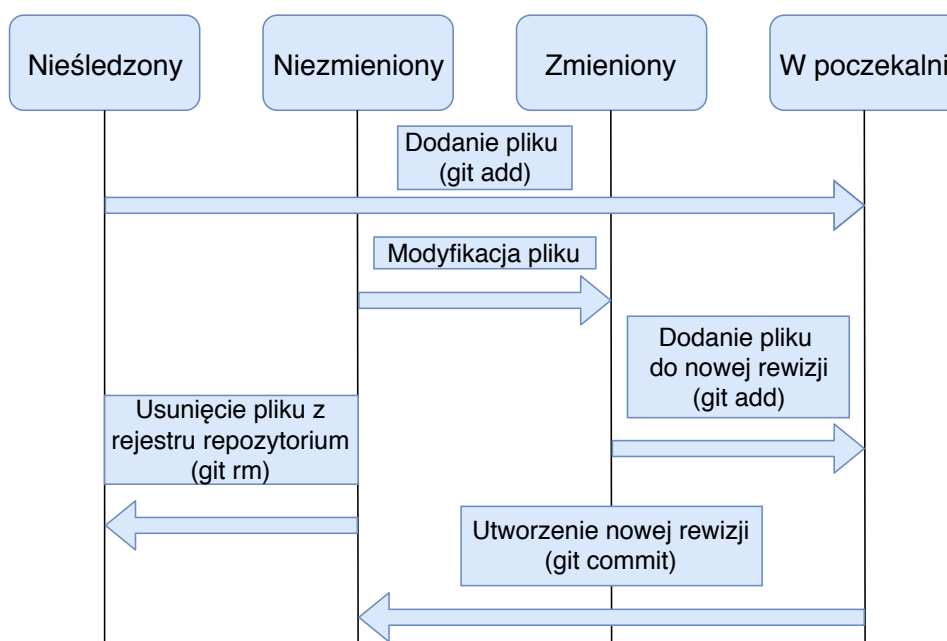 Nieśledzony
Niezmieniony
Zmieniony
W poczekalni
Dodanie pliku
(git add)
Modyfikacja pliku
Dodanie pliku
do nowej rewizji
(git add)
Usunięcie pliku z
rejestru repozytorium
(git rm)
Utworzenie nowej rewizji
(git commit)